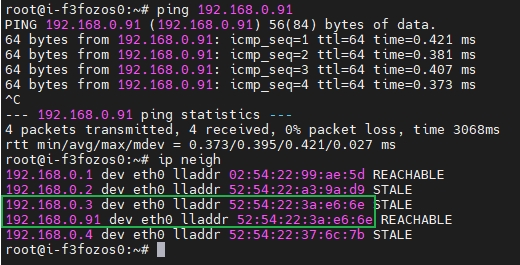 root@i-f3fozos0:~# ping 192.168.0.91
PING 192.168.0.91 (192.168.0.91) 56(84) bytes of data.
64 bytes from 192.168.0.91: icmp_seq=1 ttl=64 time=0.421 ms
64 bytes from 192.168.0.91: icmp_seq=2 ttl=64 time=0.381 ms
64 bytes from 192.168.0.91: icmp_seq=3 ttl=64 time=0.407 ms
64 bytes from 192.168.0.91: icmp_seq=4 ttl=64 time=0.373 ms
^C
--- 192.168.0.91 ping statistics ---
4 packets transmitted, 4 received, 0% packet loss, time 3068ms
rtt min/avg/max/mdev = 0.373/0.395/0.421/0.027 ms
root@i-f3fozos0:~# ip neigh
192.168.0.1 dev eth0 lladdr 02:54:22:99:ae:5d REACHABLE
192.168.0.2 dev eth0 lladdr 52:54:22:a3:9a:d9 STALE
192.168.0.3 dev eth0 lladdr 52:54:22:3a:e6:6e STALE
192.168.0.91 dev eth0 lladdr 52:54:22:3a:e6:6e REACHABLE
192.168.0.4 dev eth0 lladdr 52:54:22:37:6c:7b STALE
root@i-f3fozos0:~#